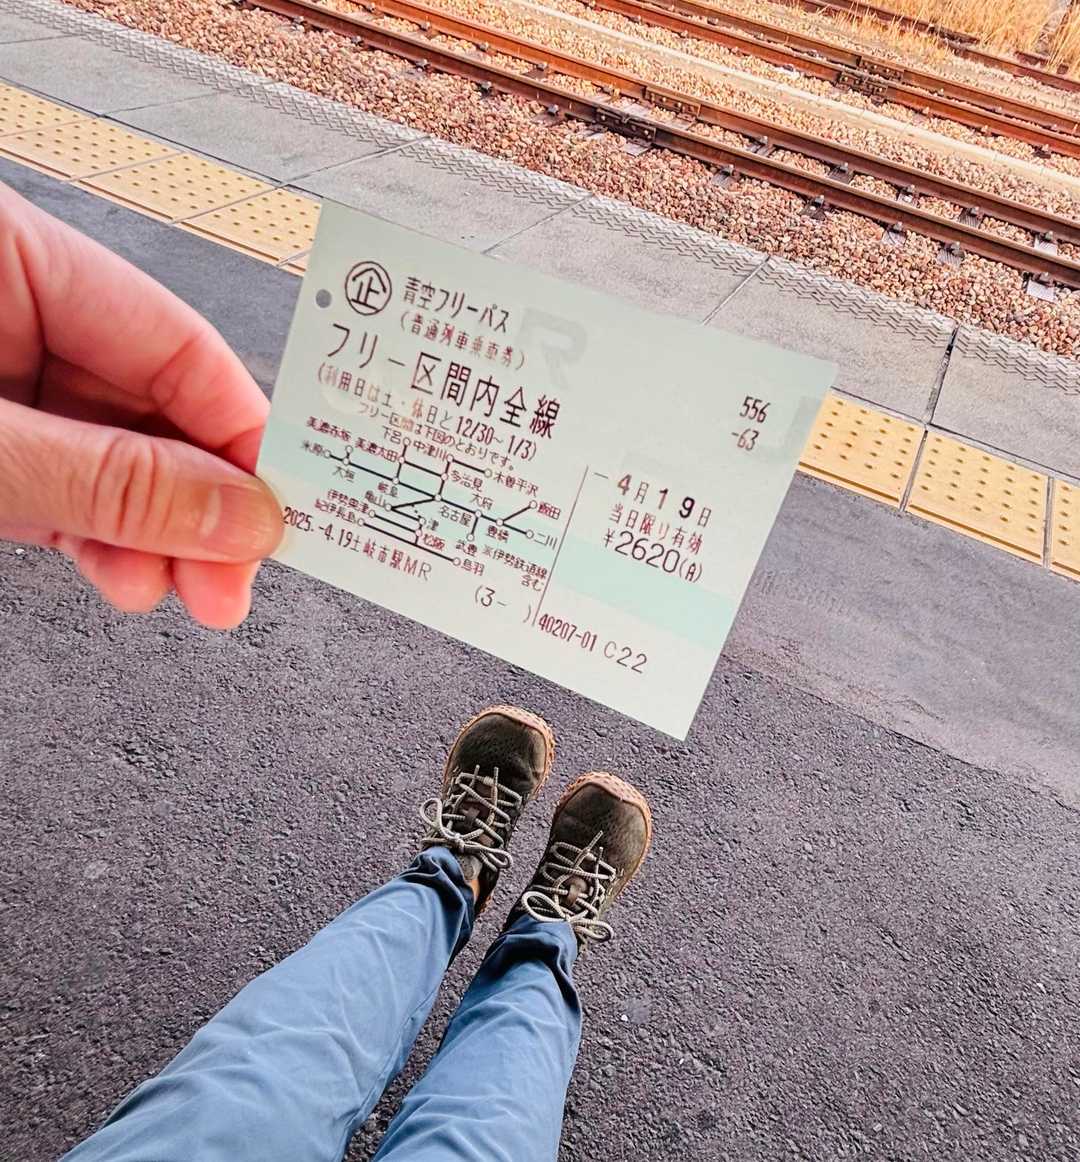 企 青空フリーパス
(普通列車乗車券)
フリー区間内全線
(利用日は土・休日と12/30~1/3)
フリー区間は下図のとおりです。
美濃赤坂 美濃太田 下呂 中津川
米原 大垣 岐阜 多治見 木曽平沢
亀山 名古屋 大府 飯田
伊勢奥津 津 豊橋 二川
紀伊長島 松阪 武豊 ※伊勢鉄道線
鳥羽 含む
2025.-4.19土岐市駅MR
(3- )
556
-63
-4月19日
当日限り有効
¥2620(A)
40207-01 C22